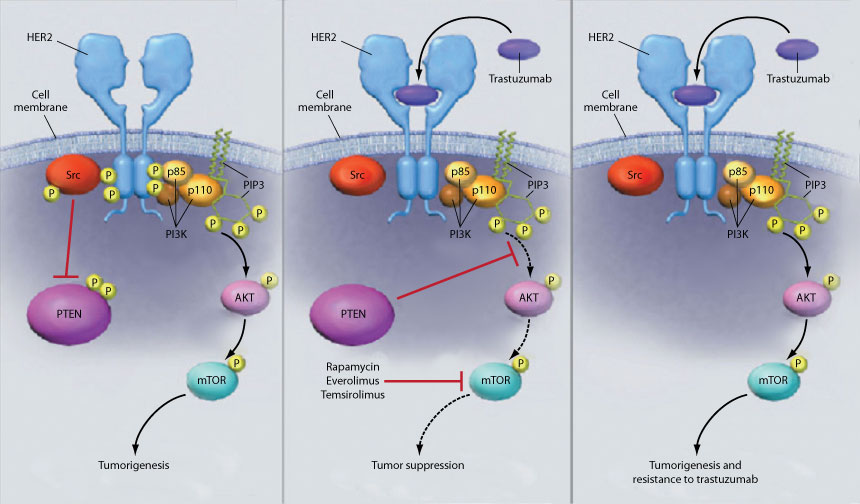 HER2
Cell
membrane
Src
P
P
P
P
P
p85
p110
PIP3
PI3K
P
P
P
P
P
PTEN
P
AKT
P
mTOR
Tumorigenesis
HER2
Trastuzumab
Cell
membrane
Src
p85
p110
PIP3
PI3K
P
P
P
P
PTEN
AKT
Rapamycin
Everolimus
Temsirolimus
P
mTOR
Tumor suppression
HER2
Trastuzumab
Cell
membrane
Src
p85
p110
PIP3
PI3K
P
P
P
P
AKT
P
mTOR
Tumorigenesis and
resistance to trastuzumab